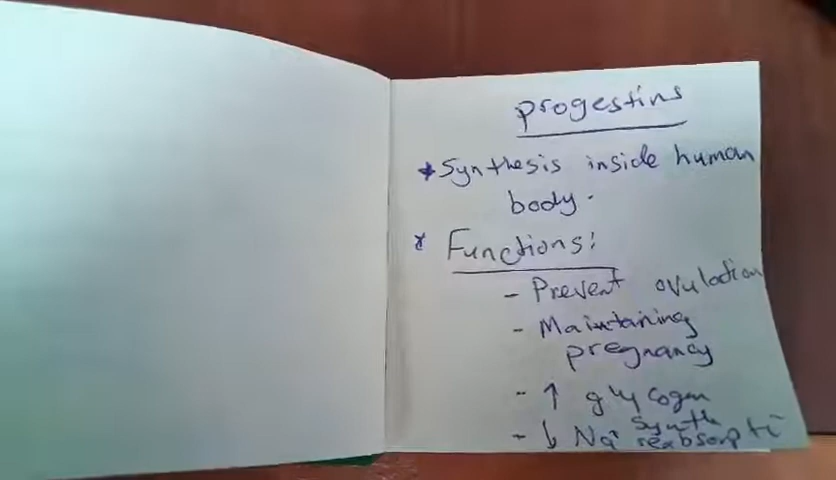 progestins
* Synthesis inside human
body.
* Functions:
- Prevent ovulation
- Maintaining
pregnancy
- ↑ glycogen
synth
- ↓ Na+ reabsorpti